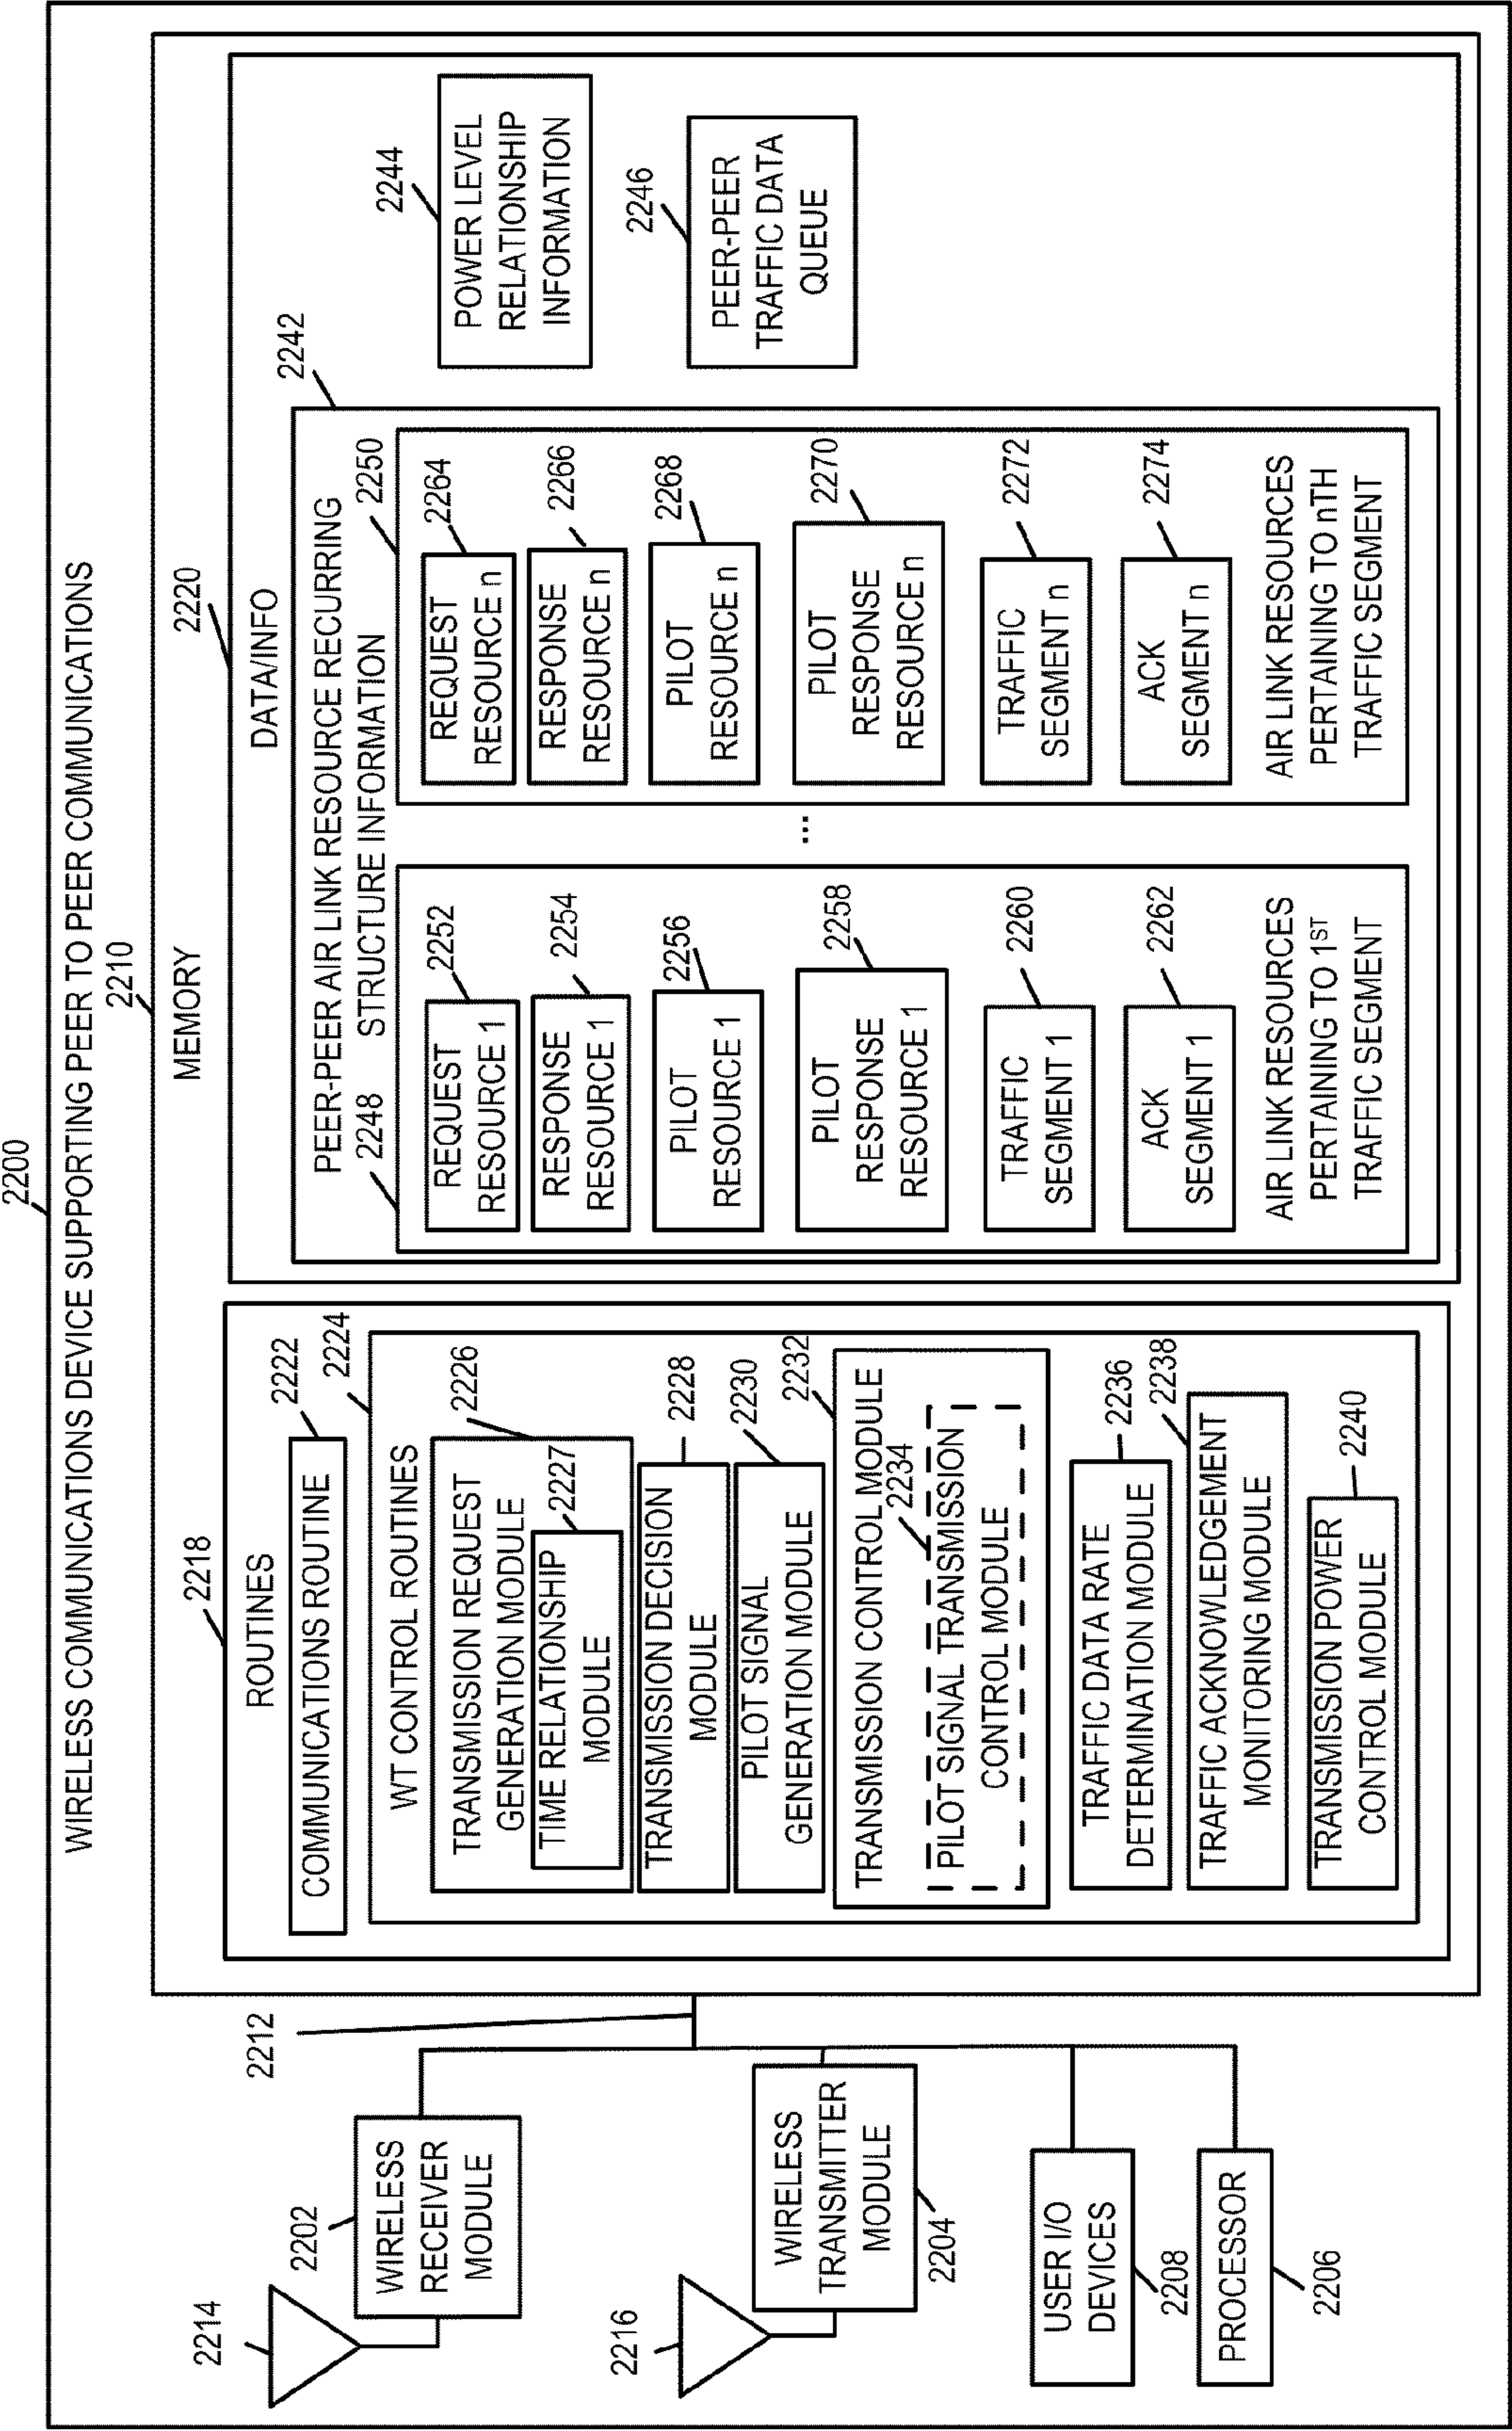 2200
WIRELESS COMMUNICATIONS DEVICE SUPPORTING PEER TO PEER COMMUNICATIONS
2210
MEMORY
2214
2202
WIRELESS
RECEIVER
MODULE
2212
2216
WIRELESS
TRANSMITTER
MODULE
2204
USER I/O
DEVICES
2208
PROCESSOR
2206
2218
ROUTINES
2222
COMMUNICATIONS ROUTINE
2224
WT CONTROL ROUTINES
2226
TRANSMISSION REQUEST
GENERATION MODULE
2227
TIME RELATIONSHIP
MODULE
2228
TRANSMISSION DECISION
MODULE
2230
PILOT SIGNAL
GENERATION MODULE
2232
TRANSMISSION CONTROL MODULE
2234
PILOT SIGNAL TRANSMISSION
CONTROL MODULE
2236
TRAFFIC DATA RATE
DETERMINATION MODULE
2238
TRAFFIC ACKNOWLEDGEMENT
MONITORING MODULE
2240
TRANSMISSION POWER
CONTROL MODULE
2220
DATA/INFO
2242
PEER-PEER AIR LINK RESOURCE RECURRING
STRUCTURE INFORMATION
2248
2252
REQUEST
RESOURCE 1
2254
RESPONSE
RESOURCE 1
2256
PILOT
RESOURCE 1
2258
PILOT
RESPONSE
RESOURCE 1
2260
TRAFFIC
SEGMENT 1
2262
ACK
SEGMENT 1
AIR LINK RESOURCES
PERTAINING TO 1ST
TRAFFIC SEGMENT
...
2250
2264
REQUEST
RESOURCE n
2266
RESPONSE
RESOURCE n
2268
PILOT
RESOURCE n
2270
PILOT
RESPONSE
RESOURCE n
2272
TRAFFIC
SEGMENT n
2274
ACK
SEGMENT n
AIR LINK RESOURCES
PERTAINING TO nTH
TRAFFIC SEGMENT
2244
POWER LEVEL
RELATIONSHIP
INFORMATION
2246
PEER-PEER
TRAFFIC DATA
QUEUE